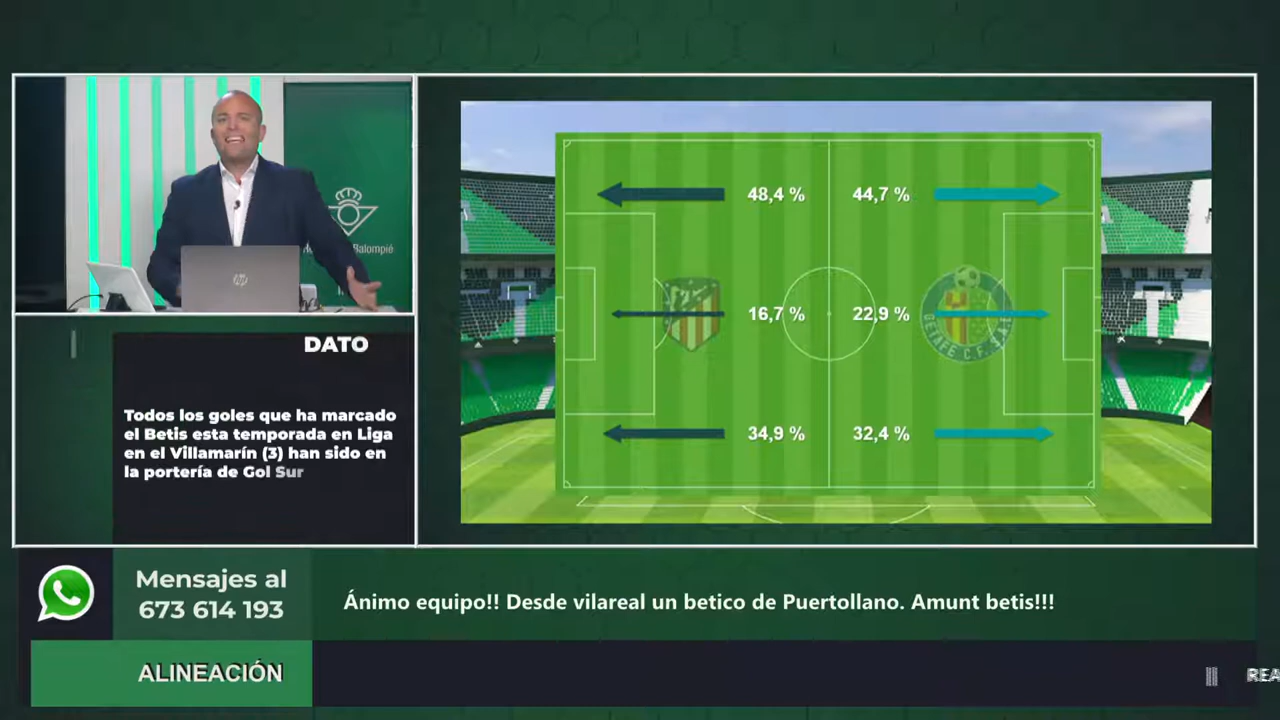 Balompié
hp
48,4 %
44,7 %
16,7 %
22,9 %
GETAFE C.F. S.A.D.
34,9 %
32,4 %
DATO
Todos los goles que ha marcado
el Betis esta temporada en Liga
en el Villamarín (3) han sido en
la portería de Gol Sur
Mensajes al
673 614 193
Ánimo equipo!! Desde vilareal un betico de Puertollano. Amunt betis!!!
ALINEACIÓN
REA